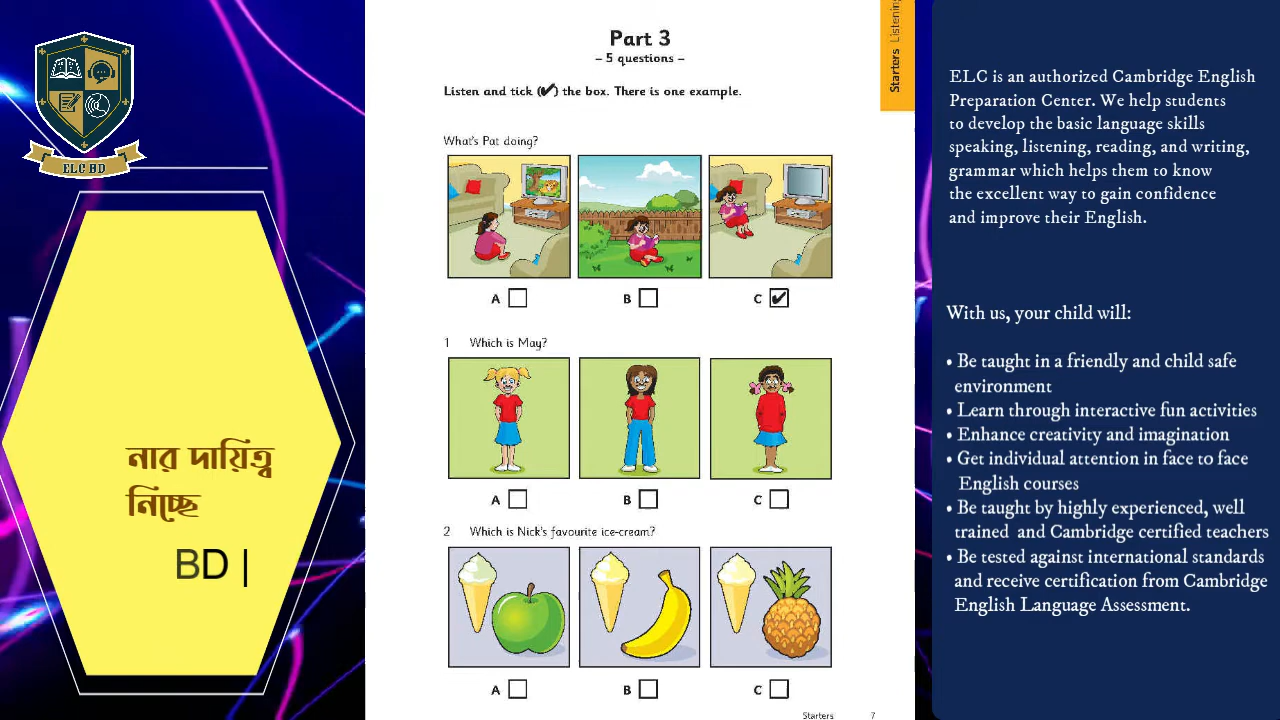 ELC BD
নার দায়িত্ব
নিচ্ছে
BD |
Starters Listening
Part 3
– 5 questions –
Listen and tick (✔) the box. There is one example.
What's Pat doing?
A
B
C ✔
1 Which is May?
A
B
C
2 Which is Nick's favourite ice-cream?
A
B
C
Starters 7
ELC is an authorized Cambridge English
Preparation Center. We help students
to develop the basic language skills
speaking, listening, reading, and writing,
grammar which helps them to know
the excellent way to gain confidence
and improve their English.
With us, your child will:
• Be taught in a friendly and child safe
environment
• Learn through interactive fun activities
• Enhance creativity and imagination
• Get individual attention in face to face
English courses
• Be taught by highly experienced, well
trained and Cambridge certified teachers
• Be tested against international standards
and receive certification from Cambridge
English Language Assessment.